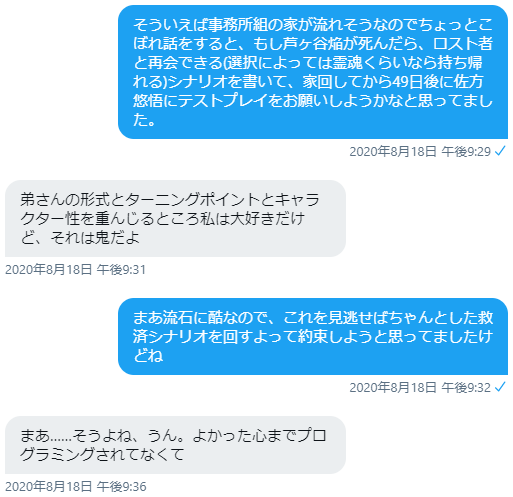 そういえば事務所組の家が流れそうなのでちょっとこ
ぼれ話をすると、もし芦ヶ谷焔が死んだら、ロスト者
と再会できる(選択によっては霊魂くらいなら持ち帰
れる)シナリオを書いて、家回してから49日後に佐方
悠悟にテストプレイをお願いしようかなと思ってまし
た。
2020年8月18日 午後9:29
弟さんの形式とターニングポイントとキャラ
クター性を重んじるところ私は大好きだけ
ど、それは鬼だよ
2020年8月18日 午後9:31
まあ流石に酷なので、これを見逃せばちゃんとした救
済シナリオを回すよって約束しようと思ってましたけ
どね
2020年8月18日 午後9:32
まあ......そうよね、うん。よかった心までプロ
グラミングされてなくて
2020年8月18日 午後9:36